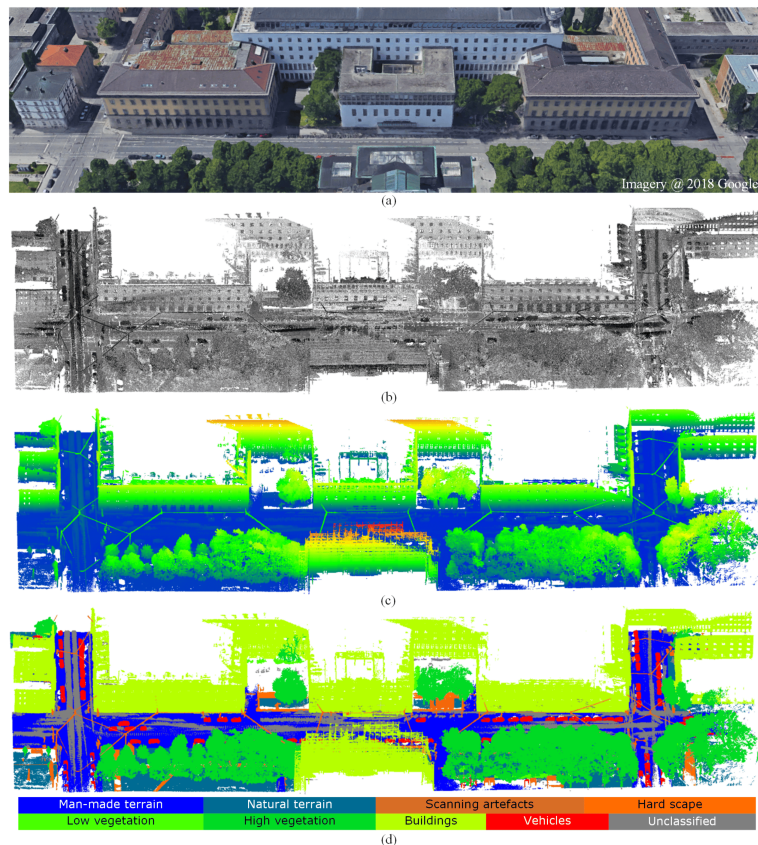 Imagery @ 2018 Google
(a)
(b)
(c)
Man-made terrain Natural terrain Scanning artefacts Hard scape
Low vegetation High vegetation Buildings Vehicles Unclassified
(d)